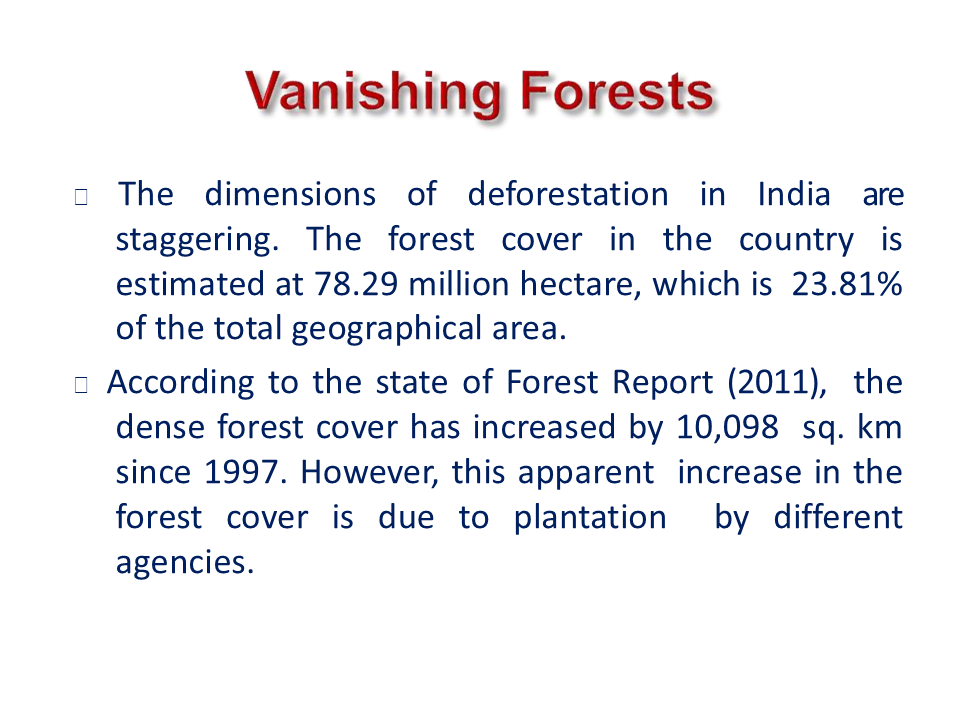 Vanishing Forests
The dimensions of deforestation in India are
staggering. The forest cover in the country is
estimated at 78.29 million hectare, which is 23.81%
of the total geographical area.
According to the state of Forest Report (2011), the
dense forest cover has increased by 10,098 sq. km
since 1997. However, this apparent increase in the
forest cover is due to plantation by different
agencies.